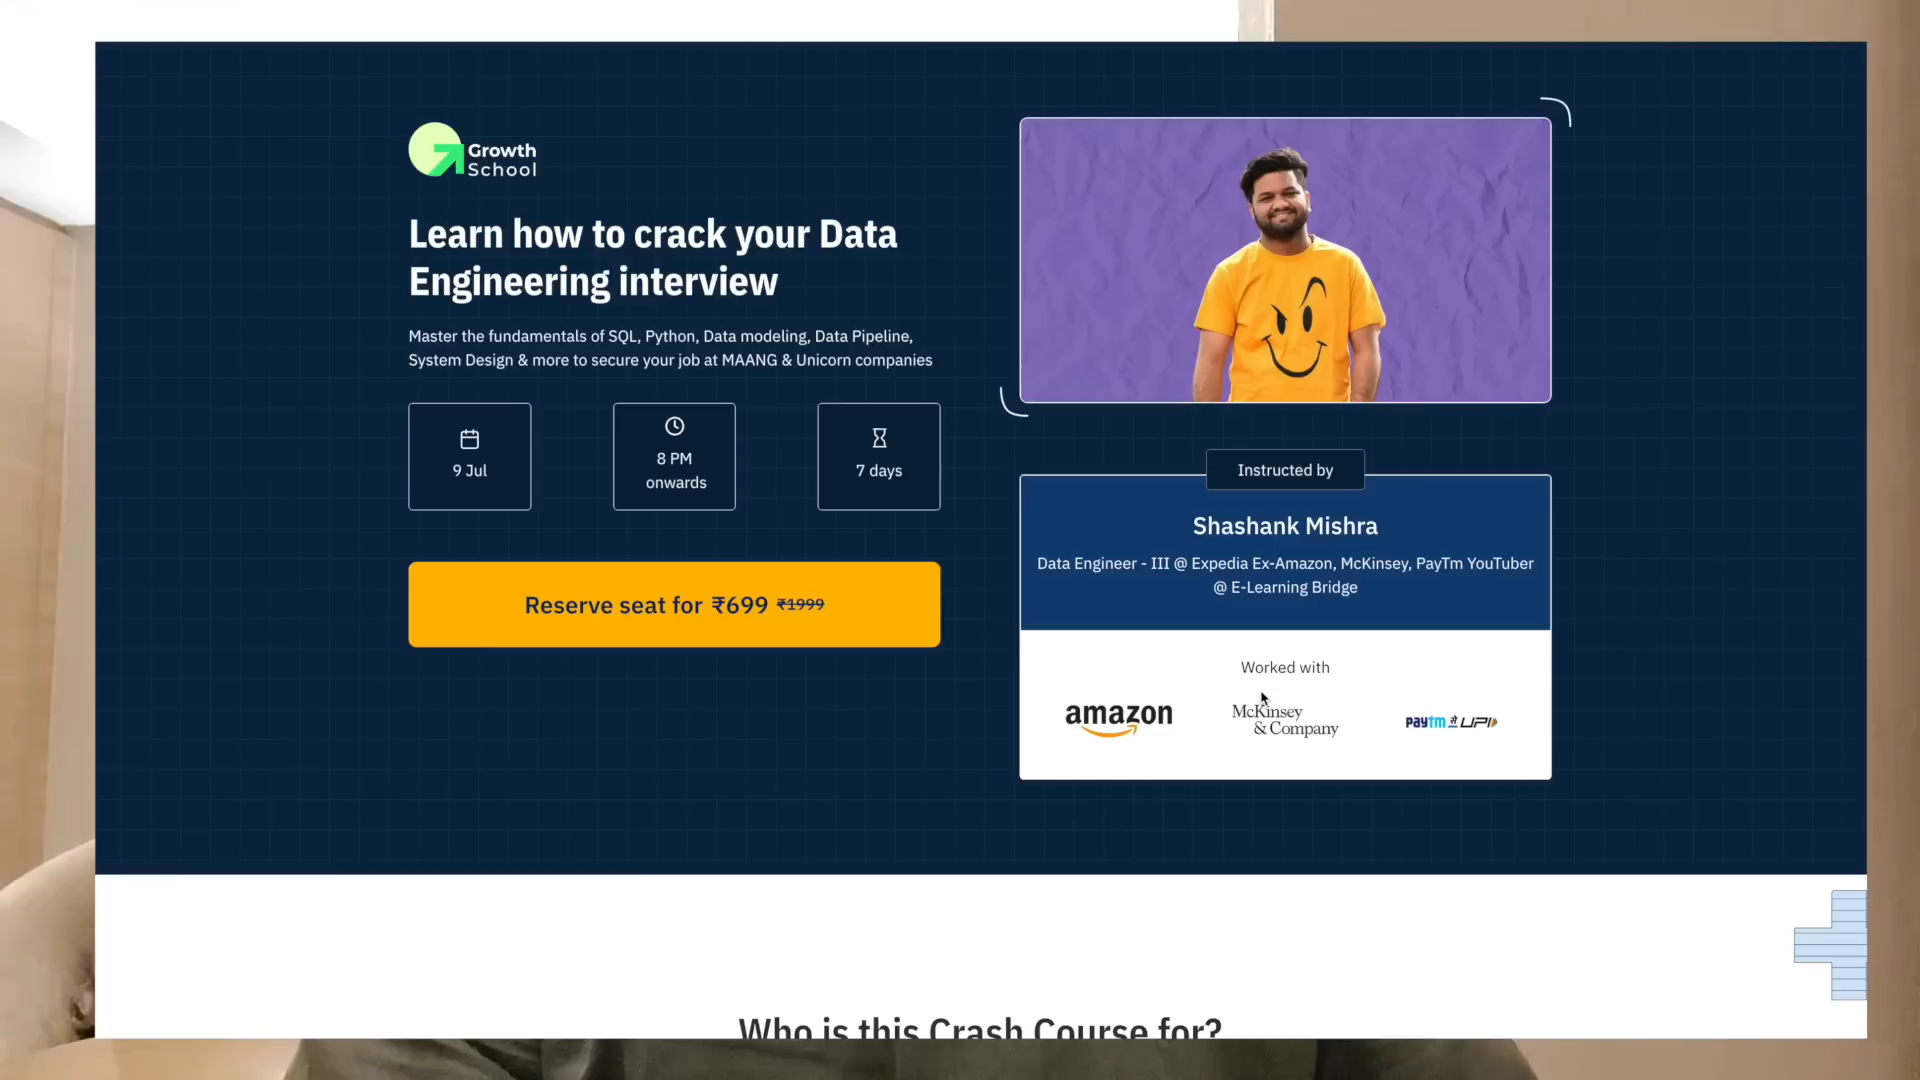 Growth
School
Learn how to crack your Data
Engineering interview
Master the fundamentals of SQL, Python, Data modeling, Data Pipeline,
System Design & more to secure your job at MAANG & Unicorn companies
9 Jul
8 PM
onwards
7 days
Reserve seat for ₹699 ₹1999
Instructed by
Shashank Mishra
Data Engineer - III @ Expedia Ex-Amazon, McKinsey, PayTm YouTuber
@ E-Learning Bridge
Worked with
amazon
McKinsey
& Company
paytm से UPI
Who is this Crash Course for?